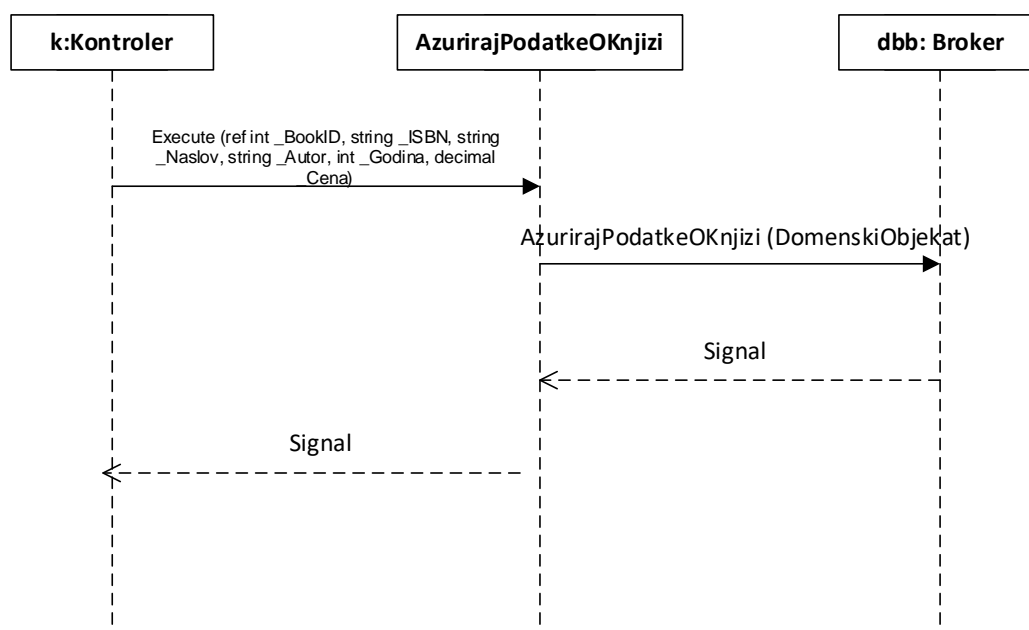 k:Kontroler
AzurirajPodatkeOKnjizi
dbb: Broker
Execute (ref int _BookID, string _ISBN, string
_Naslov, string _Autor, int _Godina, decimal
_Cena)
AzurirajPodatkeOKnjizi (DomenskiObjekat)
Signal
Signal